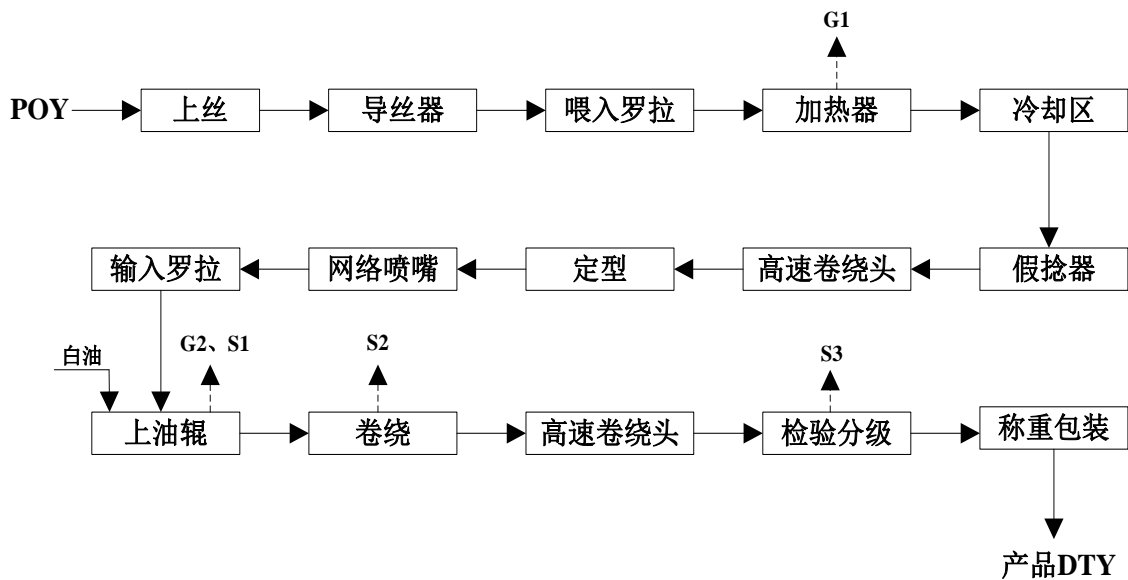 G1
POY
上丝
导丝器
喂入罗拉
加热器
冷却区
输入罗拉
网络喷嘴
定型
高速卷绕头
假捻器
白油
G2、S1
S2
S3
上油辊
卷绕
高速卷绕头
检验分级
称重包装
产品DTY